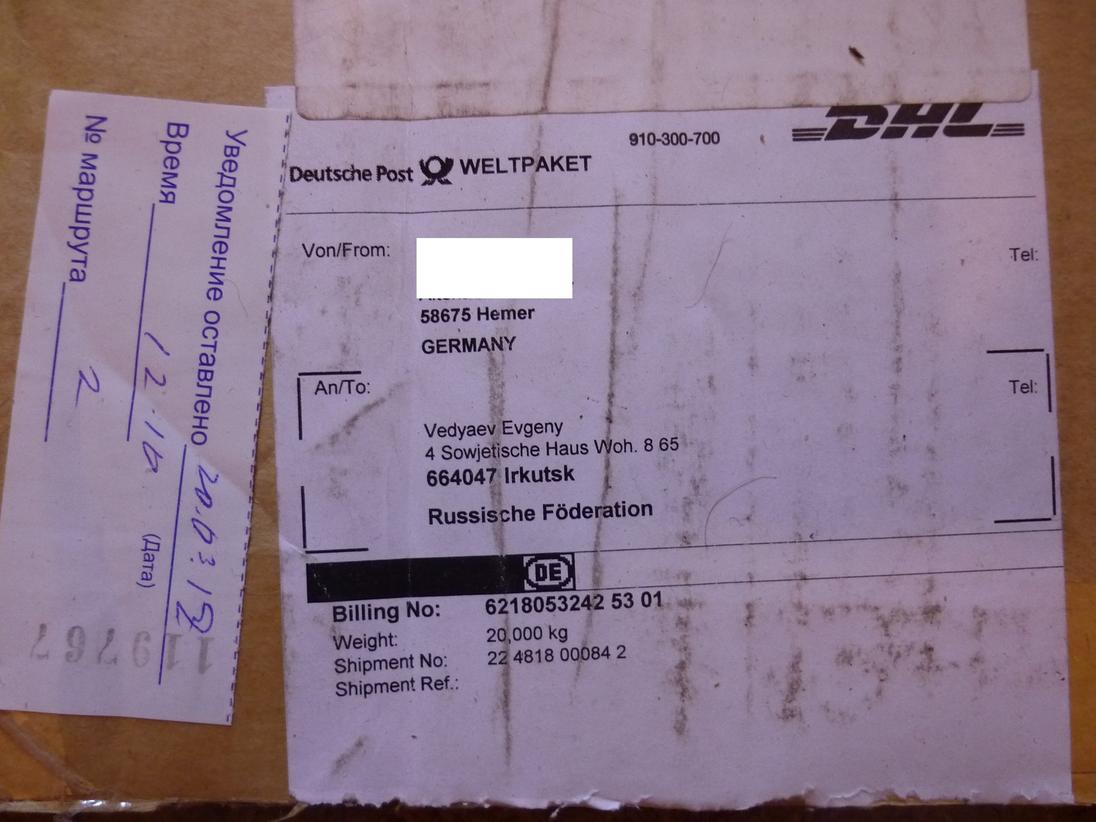 DHL
910-300-700
Deutsche Post WELTPAKET
Von/From:
Tel:
58675 Hemer
GERMANY
An/To:
Tel:
Vedyaev Evgeny
4 Sowjetische Haus Woh. 8 65
664047 Irkutsk
Russische Föderation
DE
Billing No: 6218053242 53 01
Weight: 20,000 kg
Shipment No: 22 4818 00084 2
Shipment Ref.:
Уведомление оставлено 20.03.15
(Дата)
Время 12.10
№ маршрута 2
119767